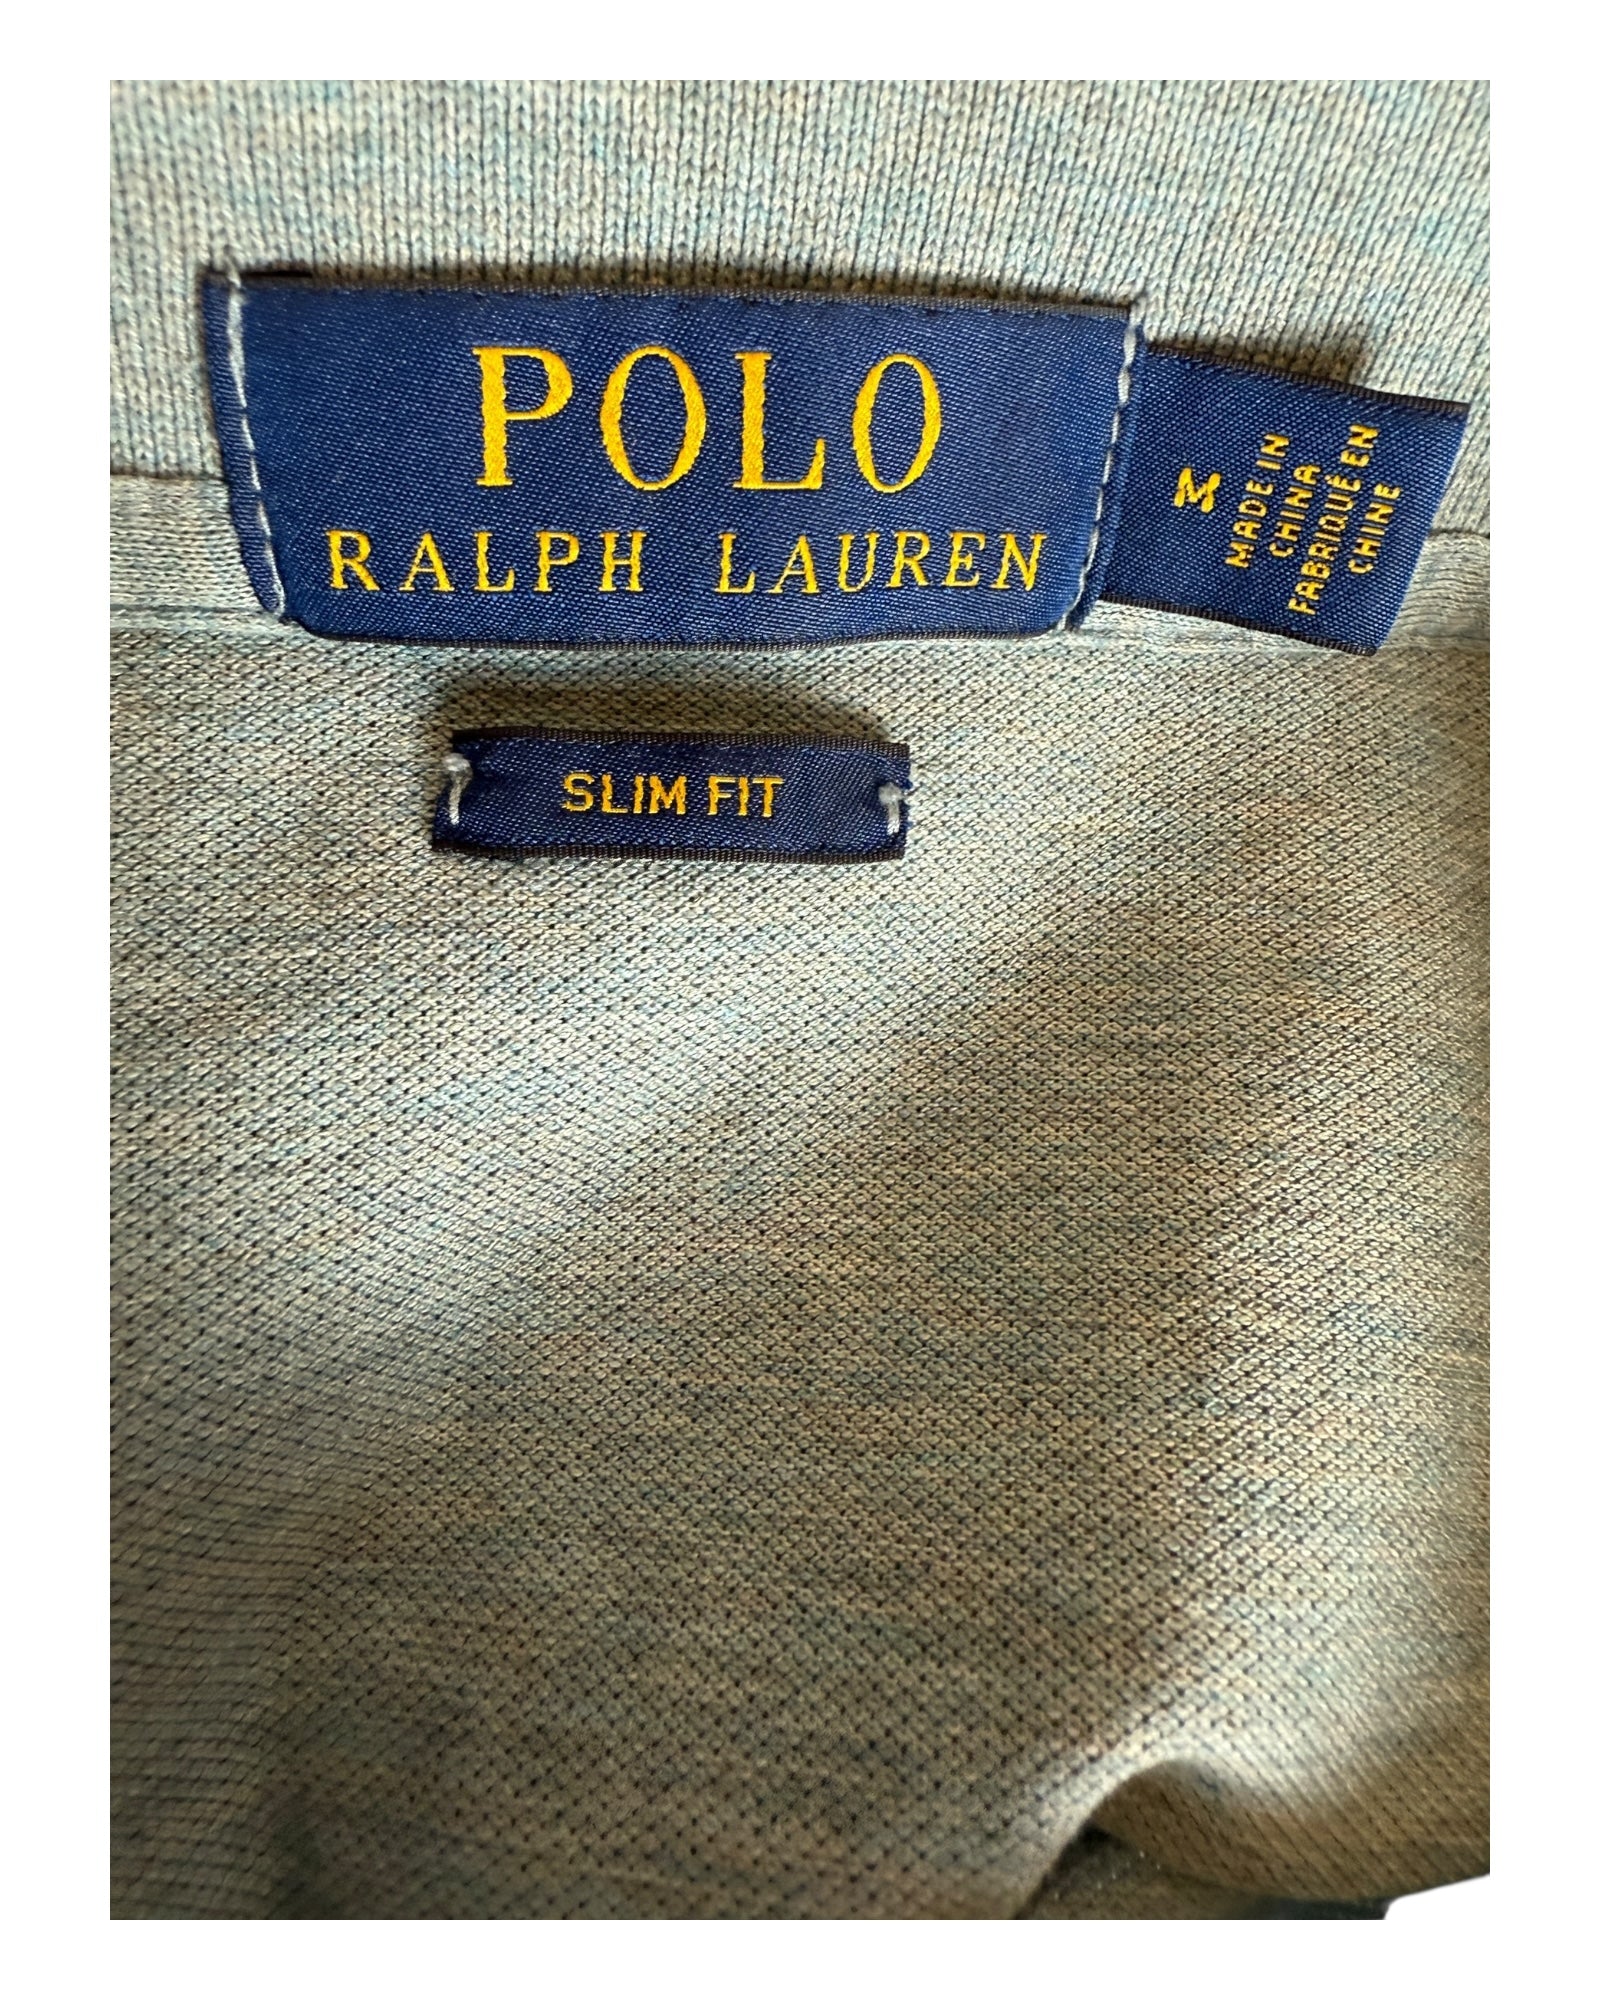 POLO
RALPH LAUREN
M
MADE IN
CHINA
FABRIQUÉ EN
CHINE
SLIM FIT